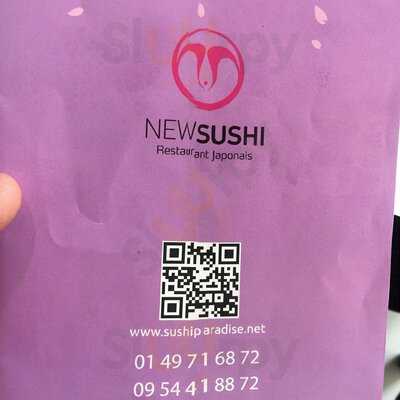 NEWSUSHI
Restaurant Japonais
www.sushiparadise.net
01 49 71 68 72
09 54 41 88 72